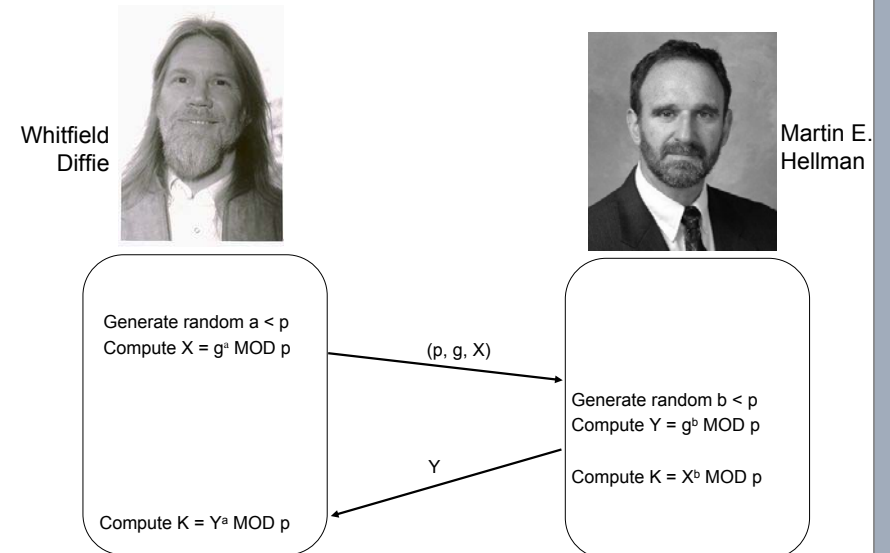 Whitfield
Diffie
Martin E.
Hellman
Generate random a < p
Compute X = gᵃ MOD p
(p, g, X)
Generate random b < p
Compute Y = gᵇ MOD p
Y
Compute K = Xᵇ MOD p
Compute K = Yᵃ MOD p